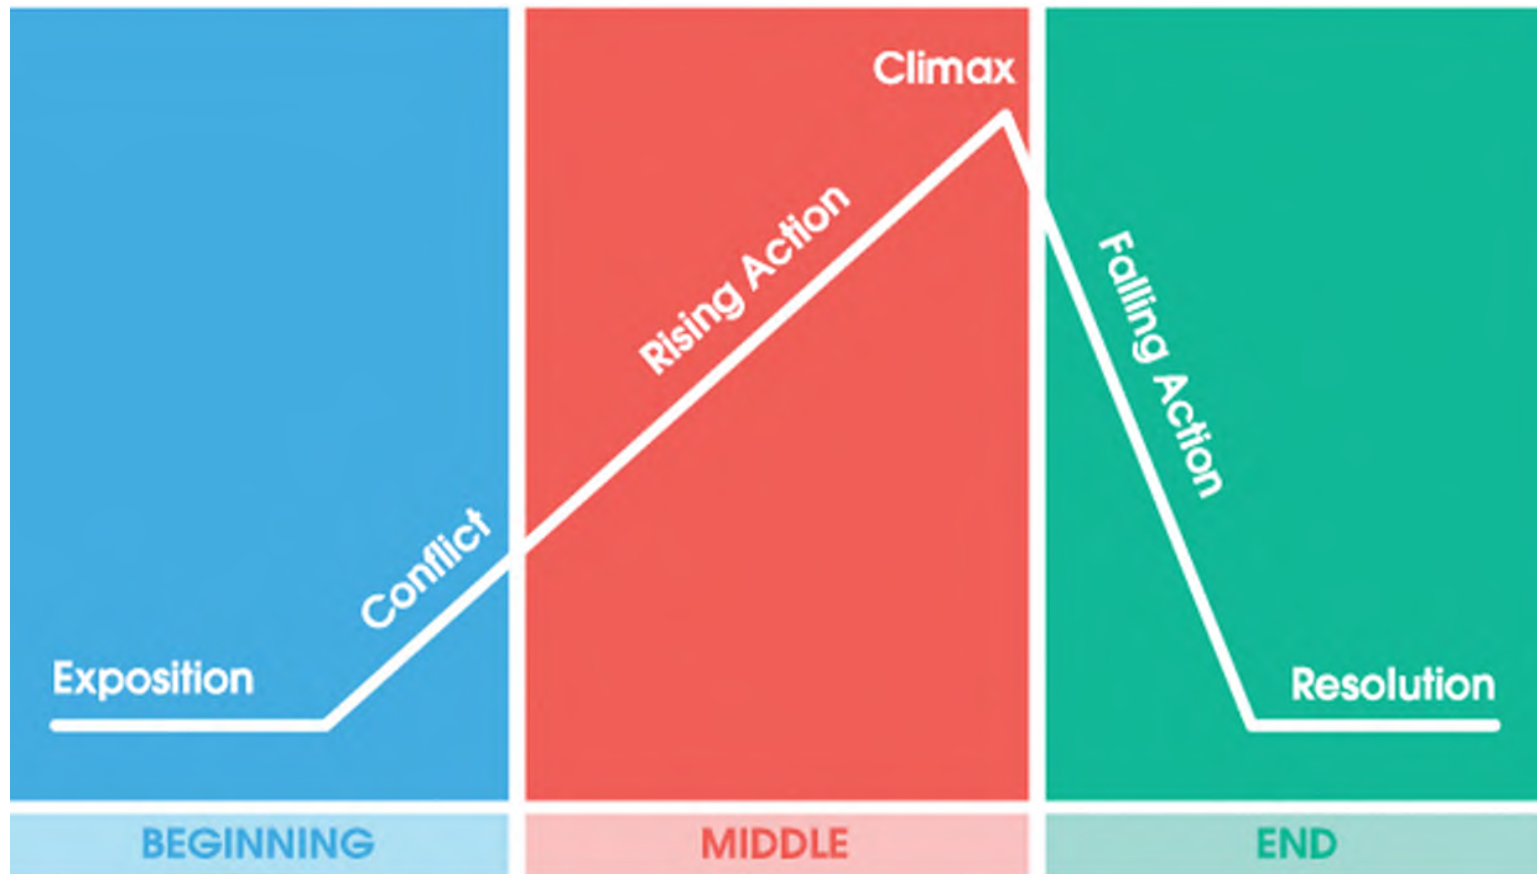 Exposition
Conflict
Rising Action
Climax
Falling Action
Resolution
BEGINNING
MIDDLE
END